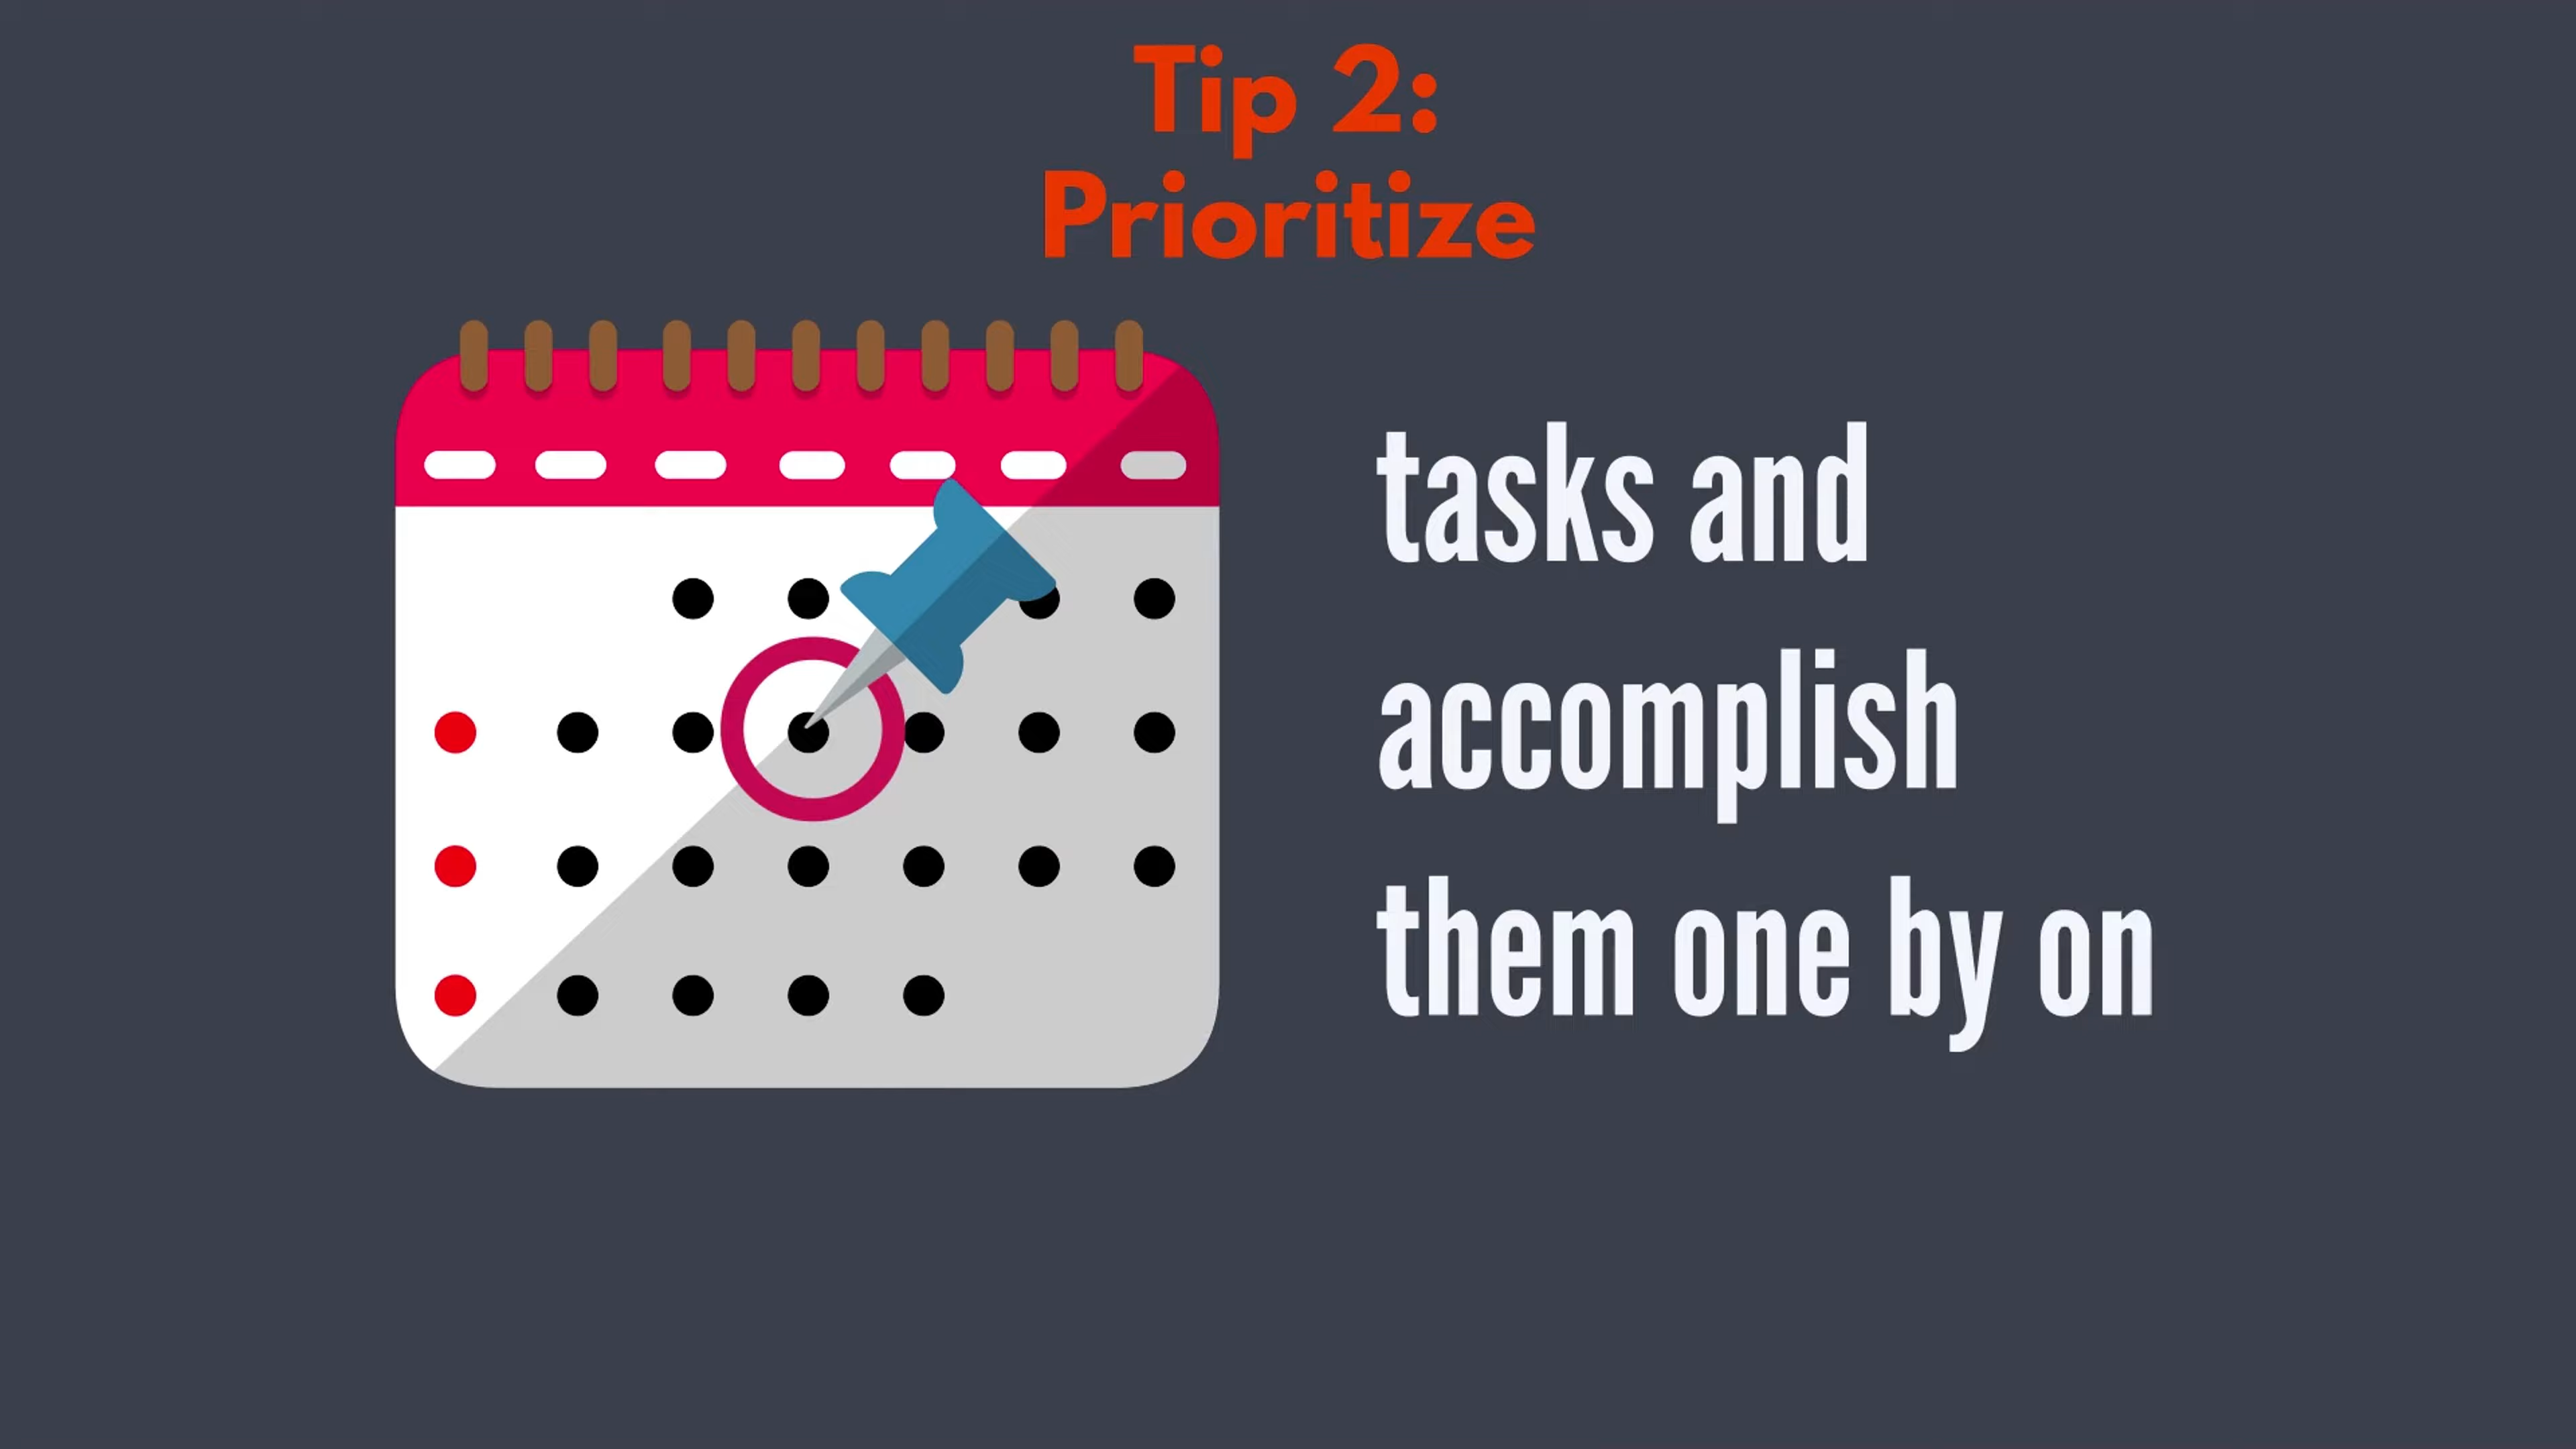 Tip 2:
Prioritize
tasks and
accomplish
them one by on